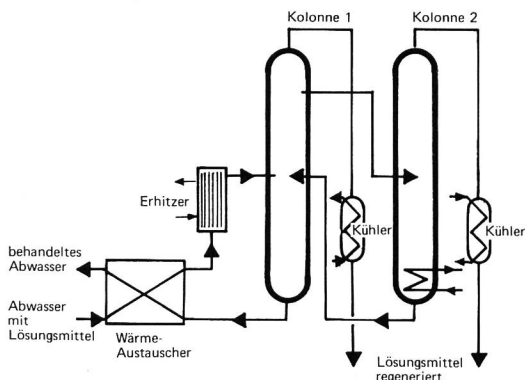 Kolonne 1
Kolonne 2
Erhitzer
Kühler
Kühler
behandeltes
Abwasser
Abwasser
mit
Lösungsmittel
Wärme-
Austauscher
Lösungsmittel
regeneriert